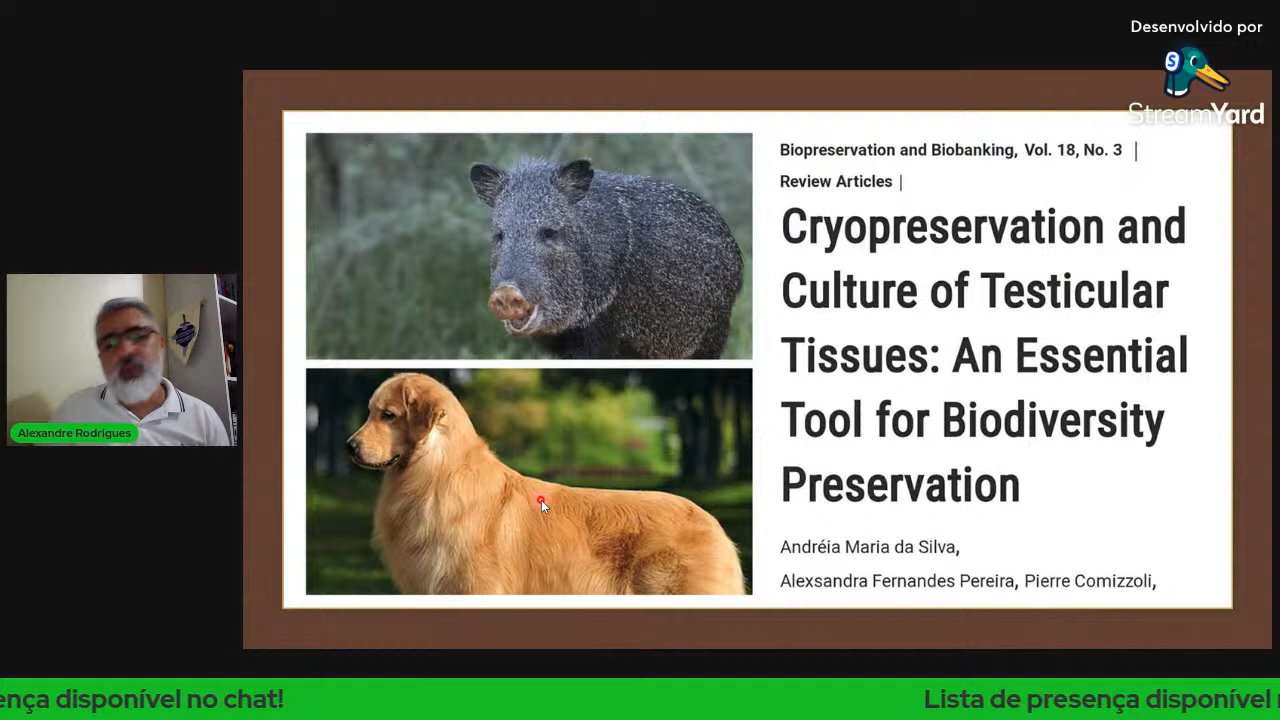 Desenvolvido por
StreamYard
Biopreservation and Biobanking, Vol. 18, No. 3 |
Review Articles |
Cryopreservation and
Culture of Testicular
Tissues: An Essential
Tool for Biodiversity
Preservation
Andréia Maria da Silva,
Alexsandra Fernandes Pereira, Pierre Comizzoli,
Alexandre Rodrigues
ença disponível no chat!
Lista de presença disponível